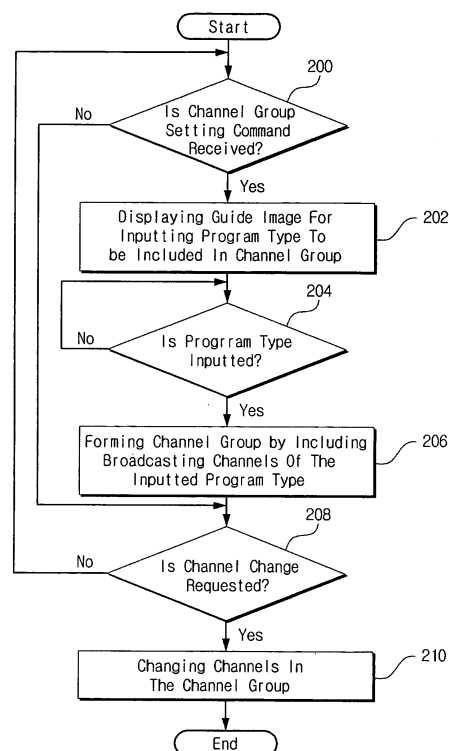 Start
200
Is Channel Group
Setting Command
Received?
No
Yes
Displaying Guide Image For
Inputting Program Type To
be Included In Channel Group
202
204
Is Progrram Type
Inputted?
No
Yes
Forming Channel Group by Including
Broadcasting Channels Of The
Inputted Program Type
206
208
Is Channel Change
Requested?
No
Yes
Changing Channels In
The Channel Group
210
End